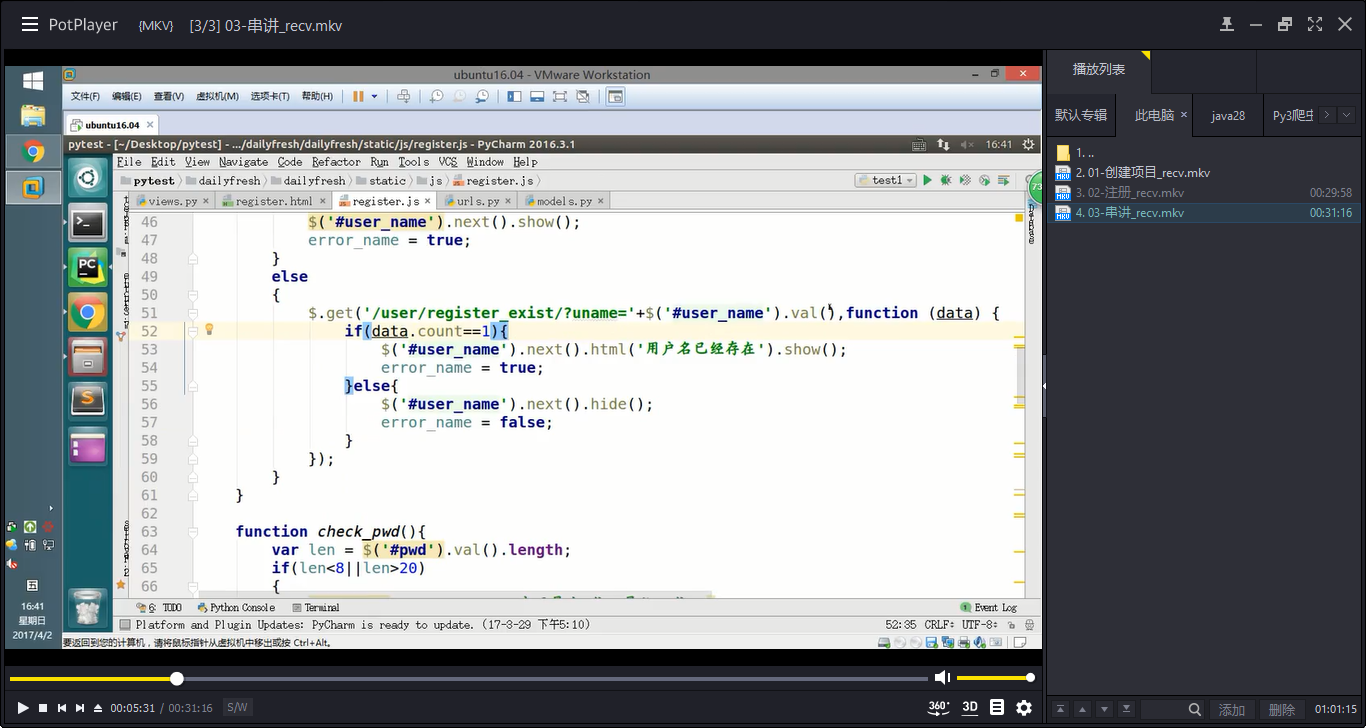 PotPlayer {MKV} [3/3] 03-串讲_recv.mkv
ubuntu16.04 - VMware Workstation
文件(F) 编辑(E) 查看(V) 虚拟机(M) 选项卡(T) 帮助(H)
ubuntu16.04
pytest - [~/Desktop/pytest] - .../dailyfresh/dailyfresh/static/js/register.js - PyCharm 2016.3.1
16:41
File Edit View Navigate Code Refactor Run Tools VCS Window Help
pytest dailyfresh dailyfresh static js register.js test1
views.py register.html register.js urls.py models.py
46 $('#user_name').next().show();
47 error_name = true;
48 }
49 else
50 {
51 $.get('/user/register_exist/?uname='+$('#user_name').val(),function (data) {
52 if(data.count==1){
53 $('#user_name').next().html('用户名已经存在').show();
54 error_name = true;
55 }else{
56 $('#user_name').next().hide();
57 error_name = false;
58 }
59 });
60 }
61 }
62
63 function check_pwd(){
64 var len = $('#pwd').val().length;
65 if(len<8||len>20)
66 {
6: TODO Python Console Terminal 1 Event Log
Platform and Plugin Updates: PyCharm is ready to update. (17-3-29 下午5:10) 52:35 CRLF÷ UTF-8÷
要返回到您的计算机，请将鼠标指针从虚拟机中移出或按 Ctrl+Alt。
五
16:41
星期日
2017/4/2
播放列表
默认专辑 此电脑 java28 Py3爬虫
1. ..
2. 01-创建项目_recv.mkv
3. 02-注册_recv.mkv 00:29:58
4. 03-串讲_recv.mkv 00:31:16
00:05:31 / 00:31:16 S/W
360° 3D
添加 删除 01:01:15